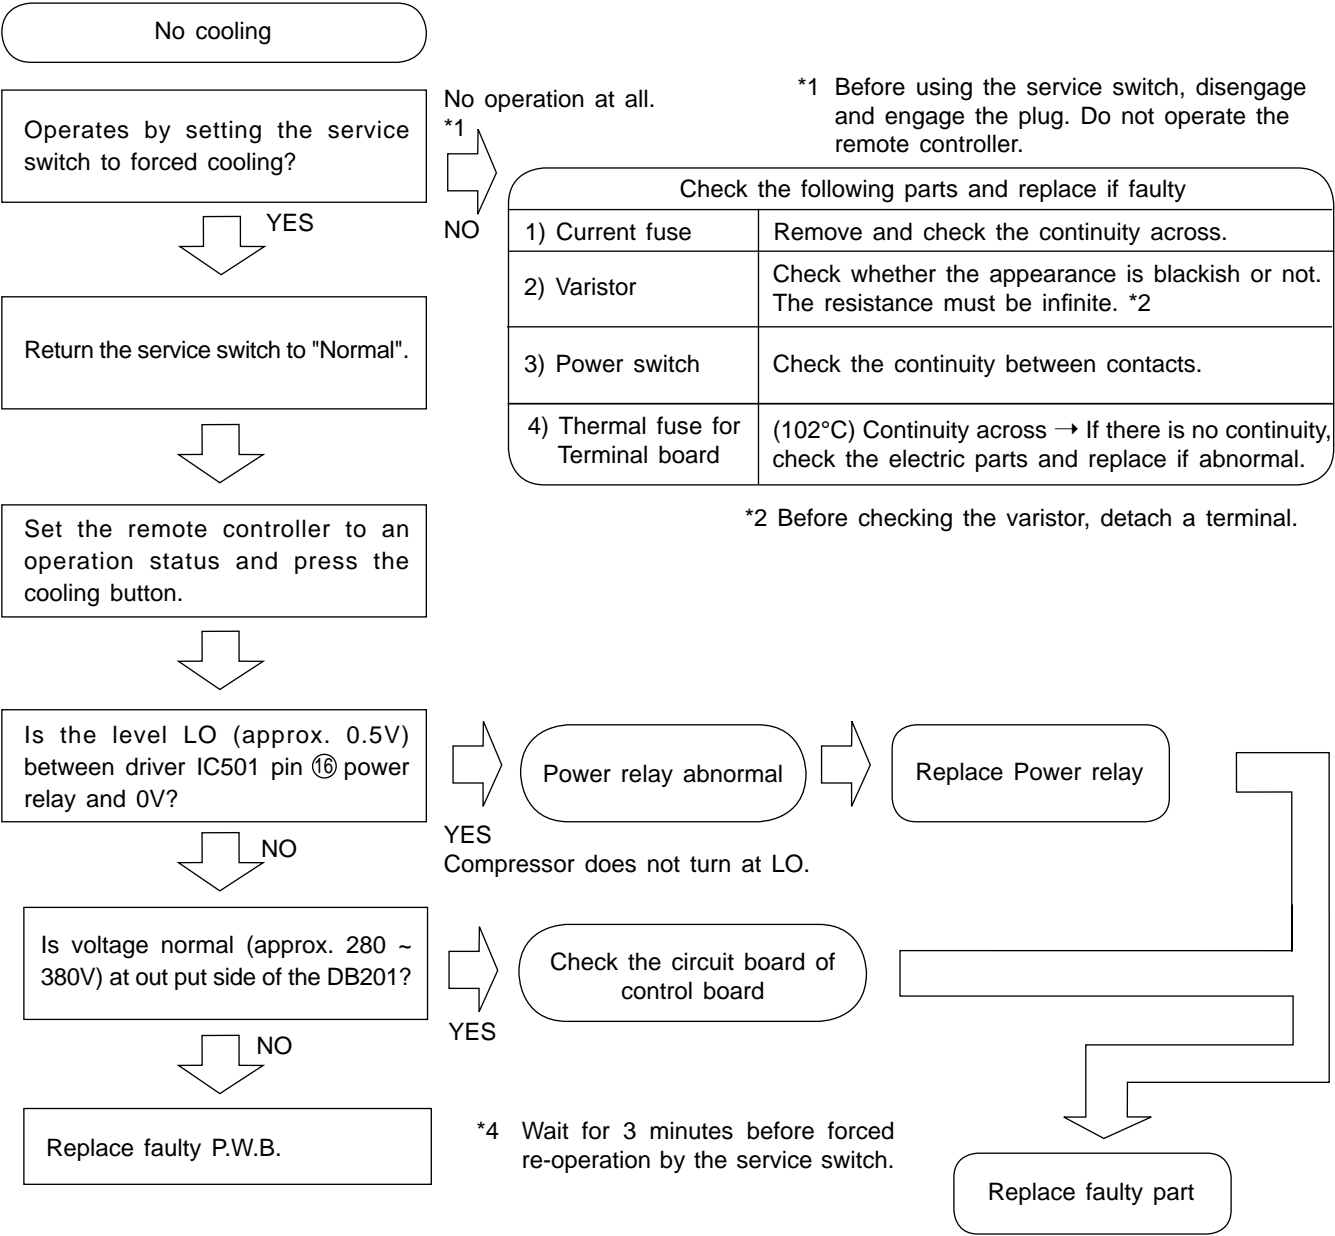 No cooling
Operates by setting the service
switch to forced cooling?
No operation at all.
*1
NO
YES
*1 Before using the service switch, disengage
and engage the plug. Do not operate the
remote controller.
Check the following parts and replace if faulty
1) Current fuse
Remove and check the continuity across.
2) Varistor
Check whether the appearance is blackish or not.
The resistance must be infinite. *2
3) Power switch
Check the continuity between contacts.
4) Thermal fuse for
Terminal board
(102°C) Continuity across → If there is no continuity,
check the electric parts and replace if abnormal.
*2 Before checking the varistor, detach a terminal.
Return the service switch to "Normal".
Set the remote controller to an
operation status and press the
cooling button.
Is the level LO (approx. 0.5V)
between driver IC501 pin ⑯ power
relay and 0V?
YES
Compressor does not turn at LO.
Power relay abnormal
Replace Power relay
NO
Is voltage normal (approx. 280 ~
380V) at out put side of the DB201?
YES
Check the circuit board of
control board
NO
Replace faulty P.W.B.
*4 Wait for 3 minutes before forced
re-operation by the service switch.
Replace faulty part